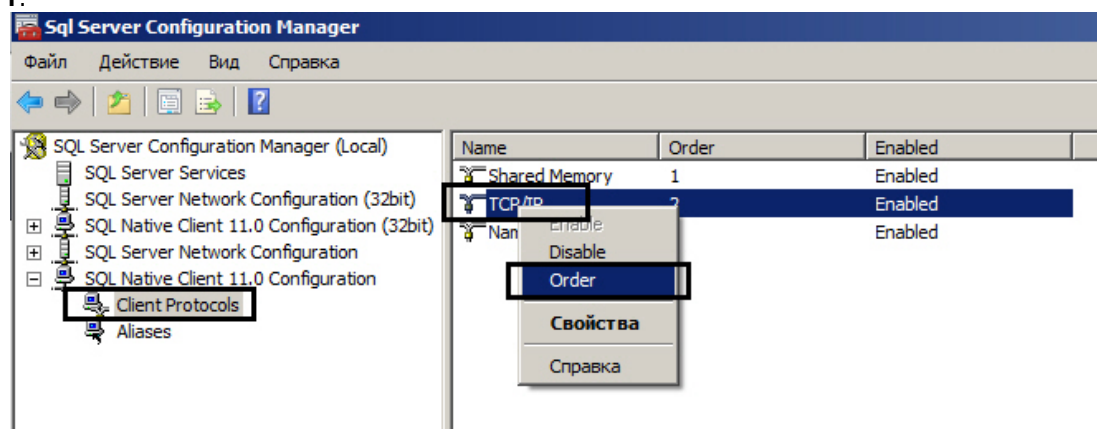 Sql Server Configuration Manager
Файл Действие Вид Справка
SQL Server Configuration Manager (Local)
SQL Server Services
SQL Server Network Configuration (32bit)
SQL Native Client 11.0 Configuration (32bit)
SQL Server Network Configuration
SQL Native Client 11.0 Configuration
Client Protocols
Aliases
Name Order Enabled
Shared Memory 1 Enabled
TCP/IP 2 Enabled
Nam Enabled
Enable
Disable
Order
Свойства
Справка